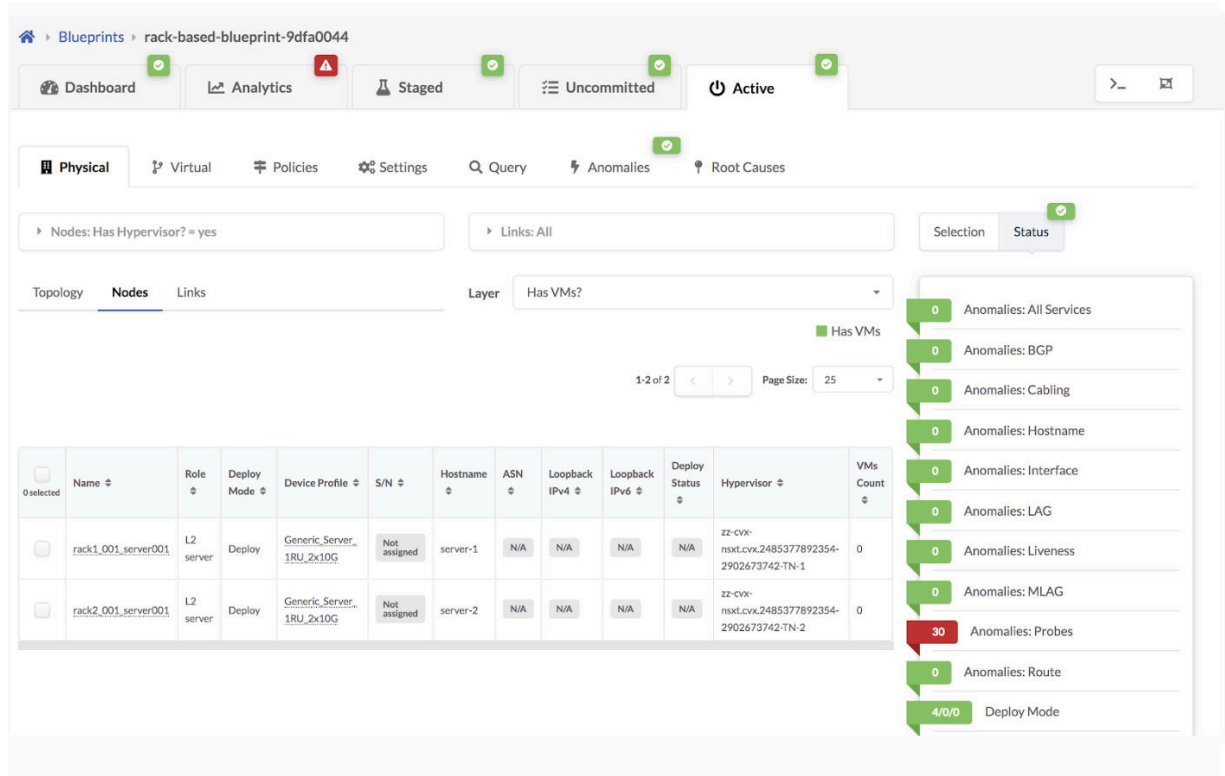 Blueprints rack-based-blueprint-9dfa0044
Dashboard Analytics Staged Uncommitted Active
Physical Virtual Policies Settings Query Anomalies Root Causes
Nodes: Has Hypervisor? = yes Links: All Selection Status
Topology Nodes Links Layer Has VMs?
Has VMs
1-2 of 2 Page Size: 25
0 selected Name Role Deploy Mode Device Profile S/N Hostname ASN Loopback IPv4 Loopback IPv6 Deploy Status Hypervisor VMs Count
rack1_001_server001 L2 server Deploy Generic_Server_1RU_2x10G Not assigned server-1 N/A N/A N/A N/A zz-cvx-nsxt.cvx.2485377892354-2902673742-TN-1 0
rack2_001_server001 L2 server Deploy Generic_Server_1RU_2x10G Not assigned server-2 N/A N/A N/A N/A zz-cvx-nsxt.cvx.2485377892354-2902673742-TN-2 0
0 Anomalies: All Services
0 Anomalies: BGP
0 Anomalies: Cabling
0 Anomalies: Hostname
0 Anomalies: Interface
0 Anomalies: LAG
0 Anomalies: Liveness
0 Anomalies: MLAG
30 Anomalies: Probes
0 Anomalies: Route
4/0/0 Deploy Mode